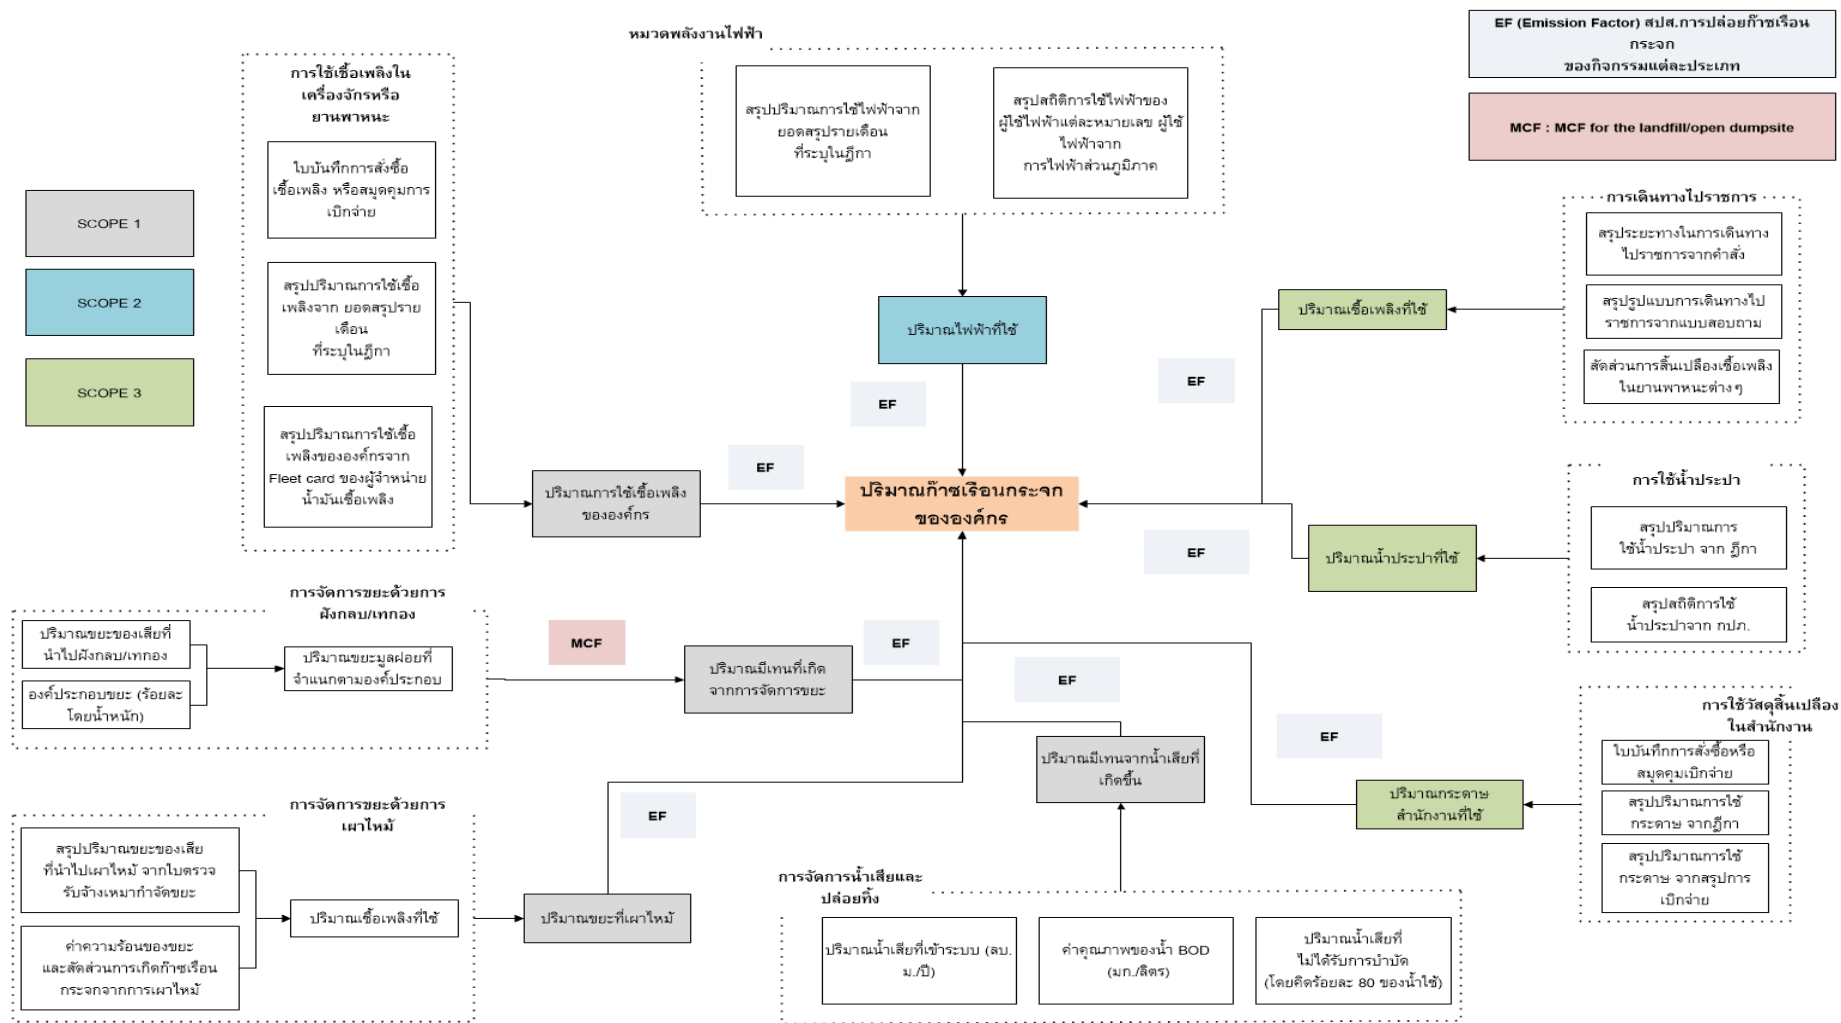 หมวดพลังงานไฟฟ้า
สรุปปริมาณการใช้ไฟฟ้าจาก
ยอดสรุปรายเดือน
ที่ระบุในฎีกา
สรุปสถิติการใช้ไฟฟ้าของ
ผู้ใช้ไฟฟ้าแต่ละหมายเลข ผู้ใช้
ไฟฟ้าจาก
การไฟฟ้าส่วนภูมิภาค
EF (Emission Factor) สปส.การปล่อยก๊าซเรือน
กระจก
ของกิจกรรมแต่ละประเภท
MCF : MCF for the landfill/open dumpsite
SCOPE 1
SCOPE 2
SCOPE 3
การใช้เชื้อเพลิงใน
เครื่องจักรหรือ
ยานพาหนะ
ใบบันทึกการสั่งซื้อ
เชื้อเพลิง หรือสมุดคุมการ
เบิกจ่าย
สรุปปริมาณการใช้เชื้อ
เพลิงจาก ยอดสรุปราย
เดือน
ที่ระบุในฎีกา
สรุปปริมาณการใช้เชื้อ
เพลิงขององค์กรจาก
Fleet card ของผู้จำหน่าย
น้ำมันเชื้อเพลิง
ปริมาณไฟฟ้าที่ใช้
EF
EF
ปริมาณการใช้เชื้อเพลิง
ขององค์กร
ปริมาณก๊าซเรือนกระจก
ขององค์กร
การเดินทางไปราชการ
สรุประยะทางในการเดินทาง
ไปราชการจากคำสั่ง
สรุปรูปแบบการเดินทางไป
ราชการจากแบบสอบถาม
สัดส่วนการสิ้นเปลืองเชื้อเพลิง
ในยานพาหนะต่างๆ
ปริมาณเชื้อเพลิงที่ใช้
EF
EF
การใช้น้ำประปา
สรุปปริมาณการ
ใช้น้ำประปา จาก ฎีกา
สรุปสถิติการใช้
น้ำประปาจาก กปภ.
ปริมาณน้ำประปาที่ใช้
การจัดการขยะด้วยการ
ฝังกลบ/เทกอง
ปริมาณขยะของเสียที่
นำไปฝังกลบ/เทกอง
องค์ประกอบขยะ (ร้อยละ
โดยน้ำหนัก)
ปริมาณขยะมูลฝอยที่
จำแนกตามองค์ประกอบ
MCF
ปริมาณมีเทนที่เกิด
จากการจัดการขยะ
EF
EF
EF
ปริมาณมีเทนจากน้ำเสียที่
เกิดขึ้น
การใช้วัสดุสิ้นเปลือง
ในสำนักงาน
ใบบันทึกการสั่งซื้อหรือ
สมุดคุมเบิกจ่าย
สรุปปริมาณการใช้
กระดาษ จากฎีกา
สรุปปริมาณการใช้
กระดาษ จากสรุปการ
เบิกจ่าย
ปริมาณกระดาษ
สำนักงานที่ใช้
การจัดการขยะด้วยการ
เผาไหม้
สรุปปริมาณขยะของเสีย
ที่นำไปเผาไหม้ จากใบตรวจ
รับจ้างเหมากำจัดขยะ
ค่าความร้อนของขยะ
และสัดส่วนการเกิดก๊าซเรือน
กระจกจากการเผาไหม้
ปริมาณเชื้อเพลิงที่ใช้
ปริมาณขยะที่เผาไหม้
EF
การจัดการน้ำเสียและ
ปล่อยทิ้ง
ปริมาณน้ำเสียที่เข้าระบบ (ลบ.
ม./ปี)
ค่าคุณภาพของน้ำ BOD
(มก./ลิตร)
ปริมาณน้ำเสียที่
ไม่ได้รับการบำบัด
(โดยคิดร้อยละ 80 ของน้ำใช้)